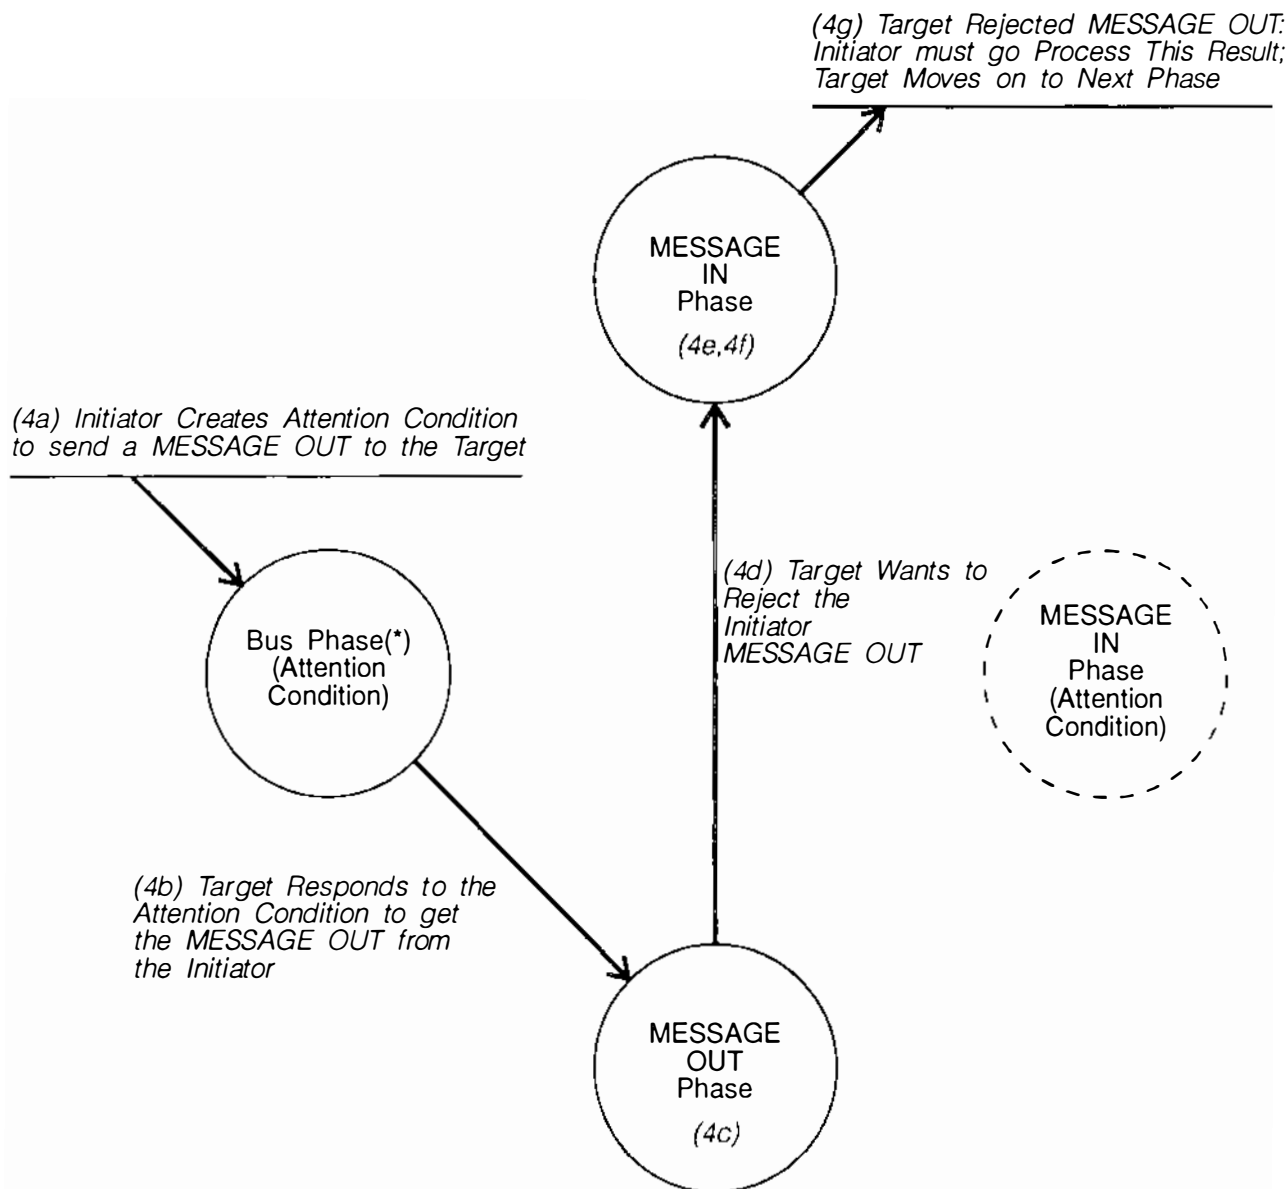 (4g) Target Rejected MESSAGE OUT:
Initiator must go Process This Result;
Target Moves on to Next Phase
MESSAGE
IN
Phase
(4e,4f)
(4a) Initiator Creates Attention Condition
to send a MESSAGE OUT to the Target
Bus Phase(*)
(Attention
Condition)
(4d) Target Wants to
Reject the
Initiator
MESSAGE OUT
MESSAGE
IN
Phase
(Attention
Condition)
(4b) Target Responds to the
Attention Condition to get
the MESSAGE OUT from
the Initiator
MESSAGE
OUT
Phase
(4c)